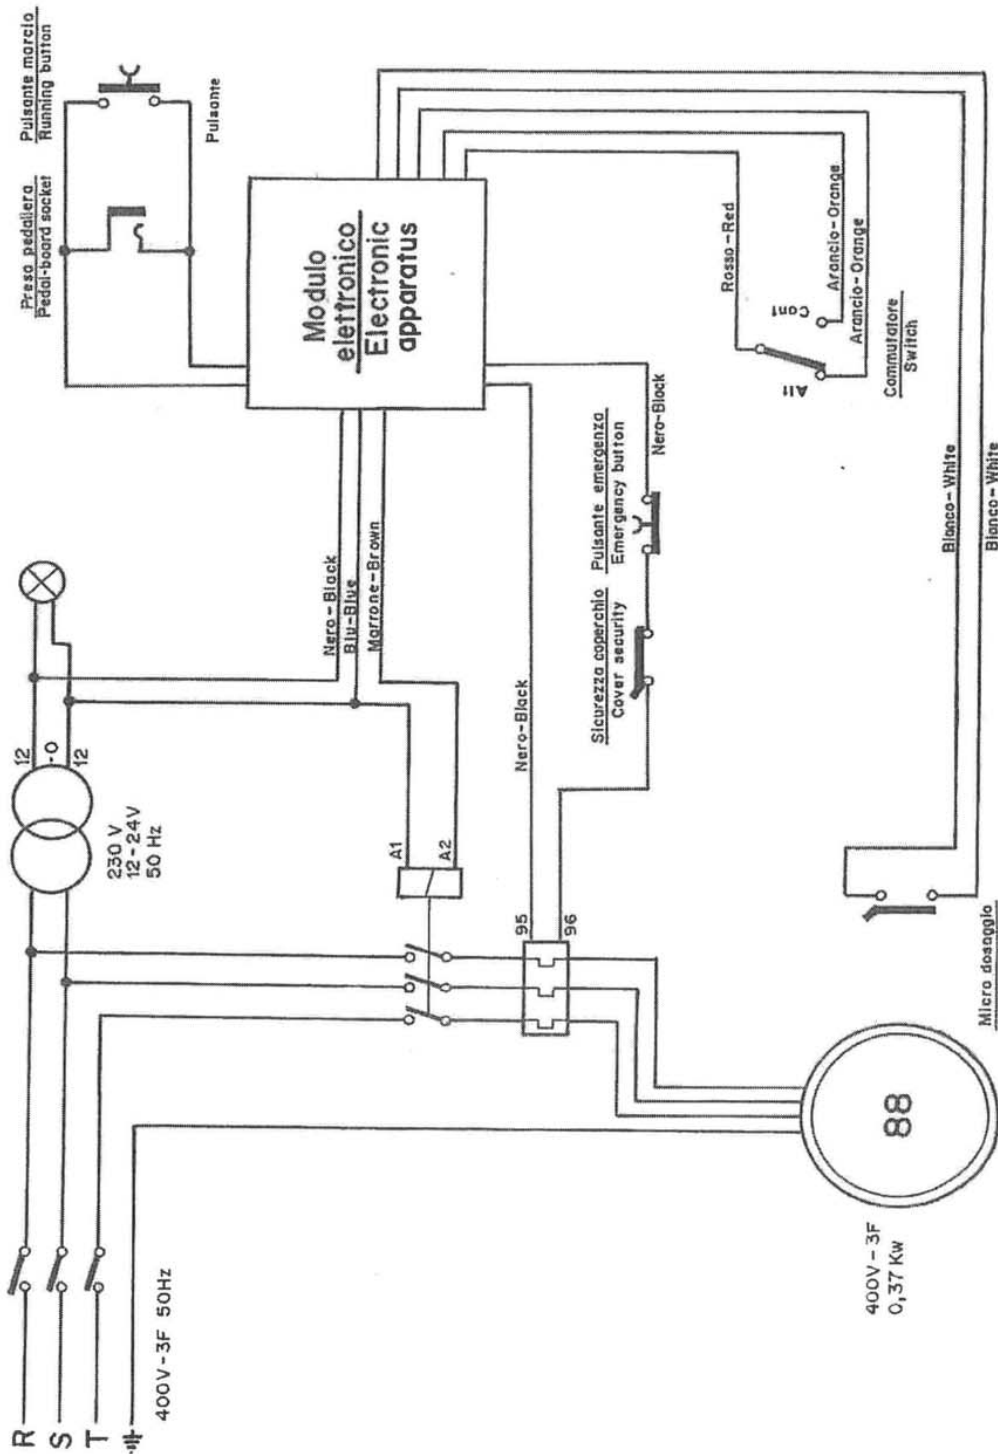 Pulsante marcio
Running button
Presa pedaliera
Pedal-board socket
Pulsante
Modulo
elettronico
Electronic
apparatus
Rosso-Red
Arancio-Orange
Arancio-Orange
Cont
Alt
Commutatore
Switch
Nero-Black
Blu-Blue
Marrone-Brown
Nero-Black
Nero-Black
Pulsante emergenza
Emergency button
Sicurezza coperchio
Cover security
Bianco-White
Bianco-White
12
-0
12
230 V
12-24V
50 Hz
A1
A2
95
96
Micro dosaggio
88
400V-3F
0,37 Kw
R
S
T
400V-3F 50Hz